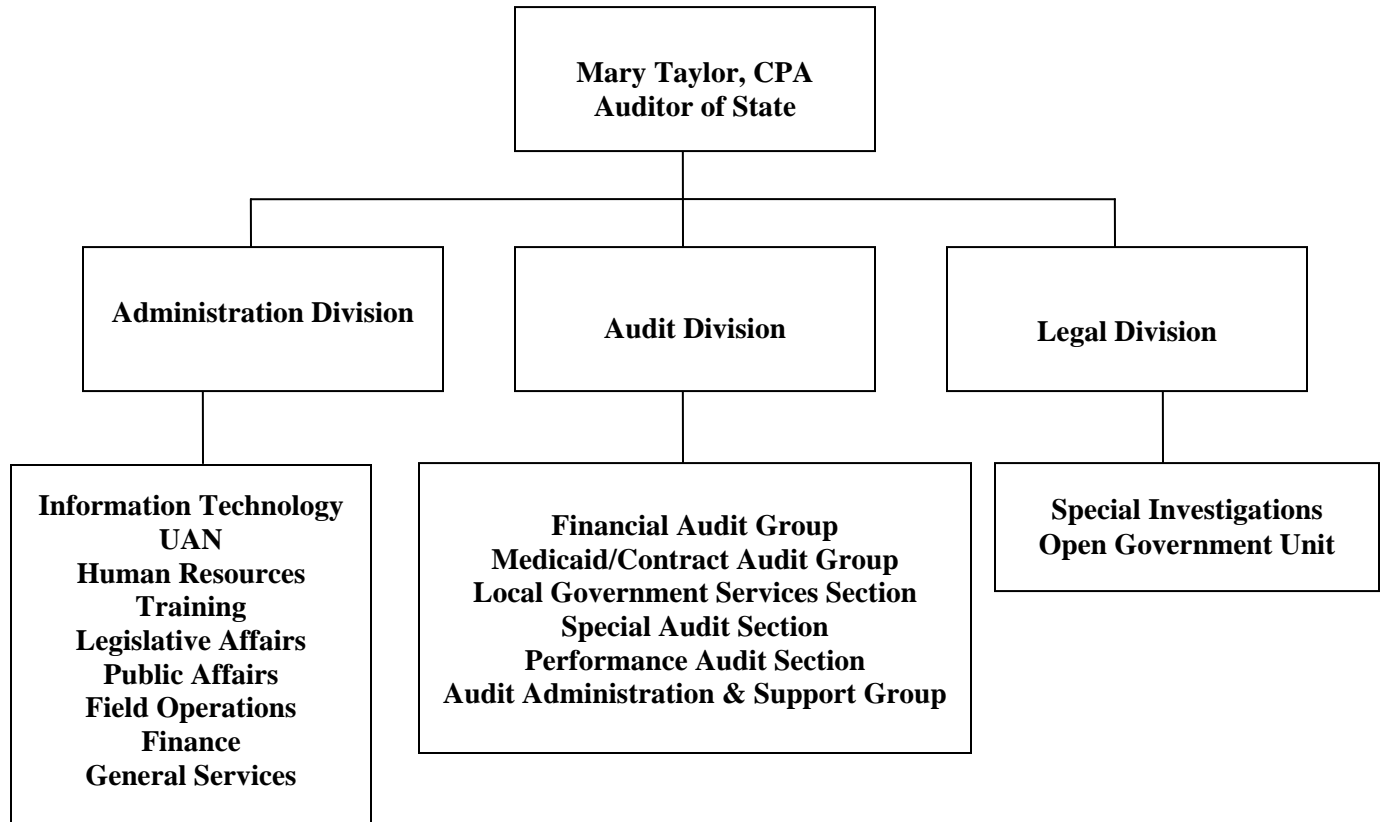 Mary Taylor, CPA
Auditor of State
Administration Division
Audit Division
Legal Division
Information Technology
UAN
Human Resources
Training
Legislative Affairs
Public Affairs
Field Operations
Finance
General Services
Financial Audit Group
Medicaid/Contract Audit Group
Local Government Services Section
Special Audit Section
Performance Audit Section
Audit Administration & Support Group
Special Investigations
Open Government Unit